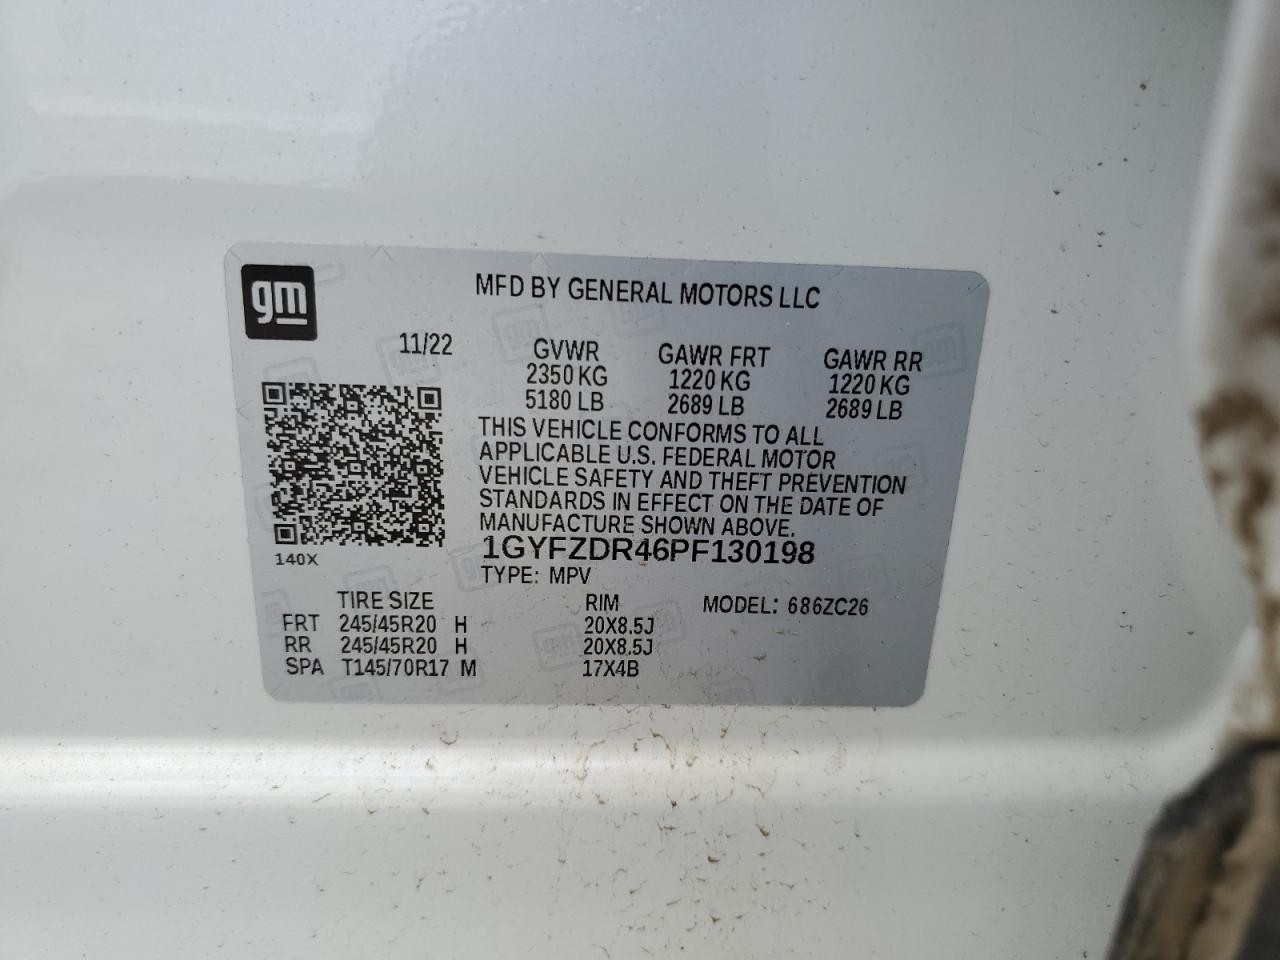 gm
MFD BY GENERAL MOTORS LLC
11/22
GVWR GAWR FRT GAWR RR
2350 KG 1220 KG 1220 KG
5180 LB 2689 LB 2689 LB
THIS VEHICLE CONFORMS TO ALL
APPLICABLE U.S. FEDERAL MOTOR
VEHICLE SAFETY AND THEFT PREVENTION
STANDARDS IN EFFECT ON THE DATE OF
MANUFACTURE SHOWN ABOVE.
140X
1GYFZDR46PF130198
TYPE: MPV
TIRE SIZE RIM MODEL: 686ZC26
FRT 245/45R20 H 20X8.5J
RR 245/45R20 H 20X8.5J
SPA T145/70R17 M 17X4B